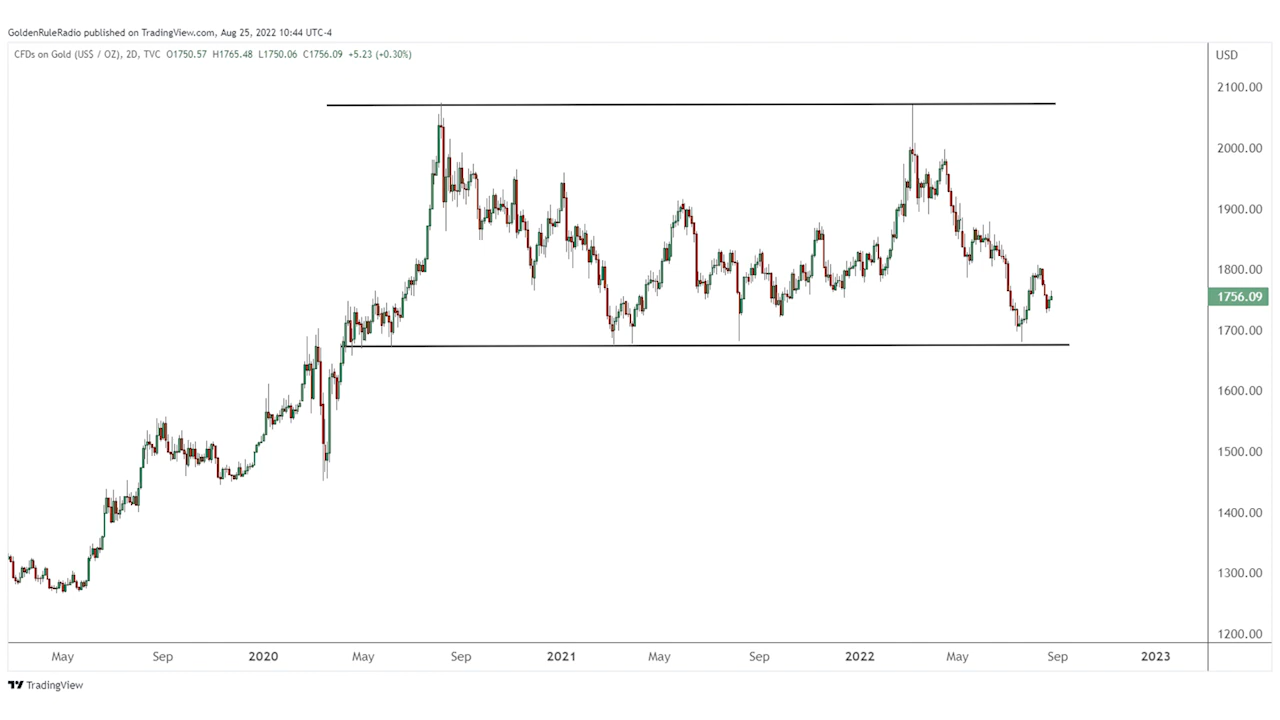 GoldenRuleRadio published on TradingView.com, Aug 25, 2022 10:44 UTC-4
CFDs on Gold (US$ / OZ), 2D, TVC O1750.57 H1765.48 L1750.06 C1756.09 +5.23 (+0.30%)
USD
2100.00
2000.00
1900.00
1800.00
1756.09
1700.00
1600.00
1500.00
1400.00
1300.00
1200.00
May Sep 2020 May Sep 2021 May Sep 2022 May Sep 2023
TradingView